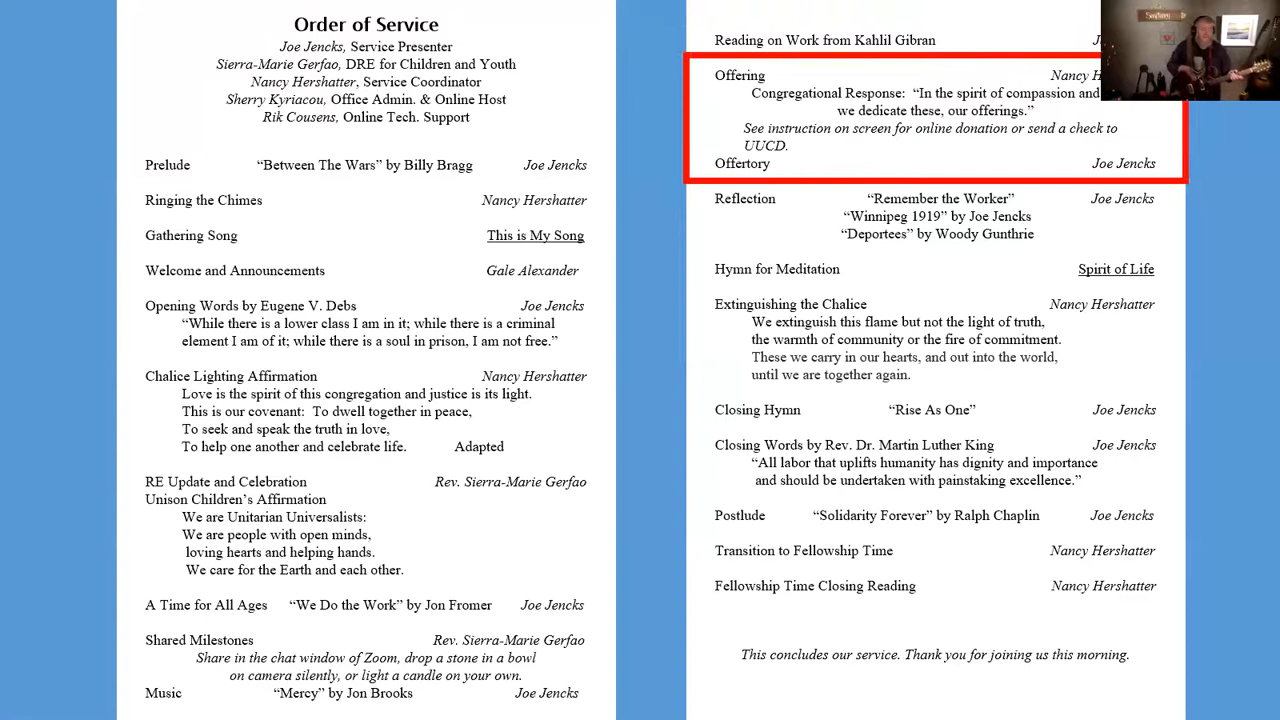 Order of Service
Joe Jencks, Service Presenter
Sierra-Marie Gerfao, DRE for Children and Youth
Nancy Hershatter, Service Coordinator
Sherry Kyriacou, Office Admin. & Online Host
Rik Cousens, Online Tech. Support
Prelude “Between The Wars” by Billy Bragg Joe Jencks
Ringing the Chimes Nancy Hershatter
Gathering Song This is My Song
Welcome and Announcements Gale Alexander
Opening Words by Eugene V. Debs Joe Jencks
“While there is a lower class I am in it; while there is a criminal
element I am of it; while there is a soul in prison, I am not free.”
Chalice Lighting Affirmation Nancy Hershatter
Love is the spirit of this congregation and justice is its light.
This is our covenant: To dwell together in peace,
To seek and speak the truth in love,
To help one another and celebrate life. Adapted
RE Update and Celebration Rev. Sierra-Marie Gerfao
Unison Children’s Affirmation
We are Unitarian Universalists:
We are people with open minds,
loving hearts and helping hands.
We care for the Earth and each other.
A Time for All Ages “We Do the Work” by Jon Fromer Joe Jencks
Shared Milestones Rev. Sierra-Marie Gerfao
Share in the chat window of Zoom, drop a stone in a bowl
on camera silently, or light a candle on your own.
Music “Mercy” by Jon Brooks Joe Jencks
Reading on Work from Kahlil Gibran
Offering Nancy
Congregational Response: “In the spirit of compassion and
we dedicate these, our offerings.”
See instruction on screen for online donation or send a check to
UUCD.
Offertory Joe Jencks
Reflection “Remember the Worker” Joe Jencks
“Winnipeg 1919” by Joe Jencks
“Deportees” by Woody Gunthrie
Hymn for Meditation Spirit of Life
Extinguishing the Chalice Nancy Hershatter
We extinguish this flame but not the light of truth,
the warmth of community or the fire of commitment.
These we carry in our hearts, and out into the world,
until we are together again.
Closing Hymn “Rise As One” Joe Jencks
Closing Words by Rev. Dr. Martin Luther King Joe Jencks
“All labor that uplifts humanity has dignity and importance
and should be undertaken with painstaking excellence.”
Postlude “Solidarity Forever” by Ralph Chaplin Joe Jencks
Transition to Fellowship Time Nancy Hershatter
Fellowship Time Closing Reading Nancy Hershatter
This concludes our service. Thank you for joining us this morning.